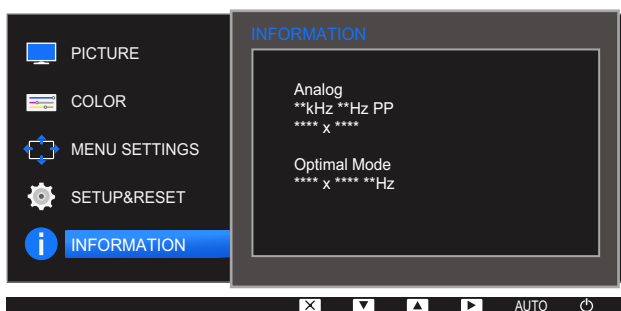 PICTURE
COLOR
MENU SETTINGS
SETUP&RESET
INFORMATION
INFORMATION
Analog
**kHz **Hz PP
**** x ****
Optimal Mode
**** x **** **Hz
AUTO